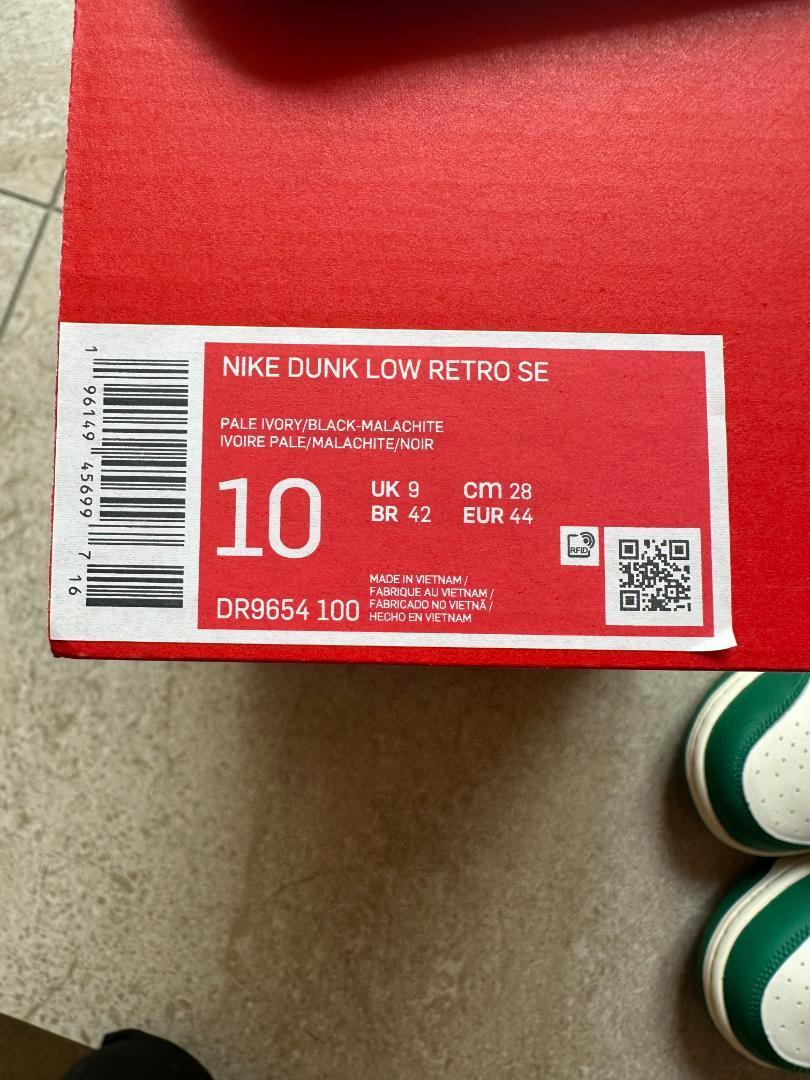 NIKE DUNK LOW RETRO SE
PALE IVORY/BLACK-MALACHITE
IVOIRE PALE/MALACHITE/NOIR
10
UK 9 cm 28
BR 42 EUR 44
RFID
DR9654 100
MADE IN VIETNAM /
FABRIQUE AU VIETNAM /
FABRICADO NO VIETNÃ /
HECHO EN VIETNAM
1 96149 45699 7 16